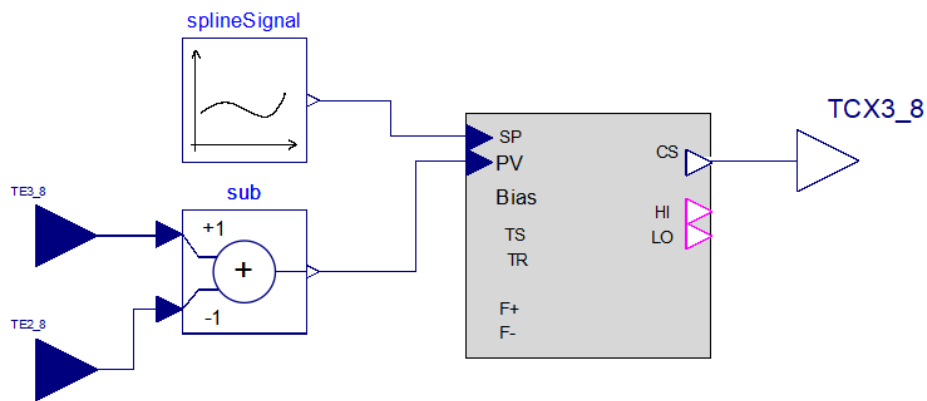 splineSignal
TCX3_8
SP
CS
PV
sub
TE3_8
Bias
+1
HI
TS
LO
+
TR
-1
F+
TE2_8
F-